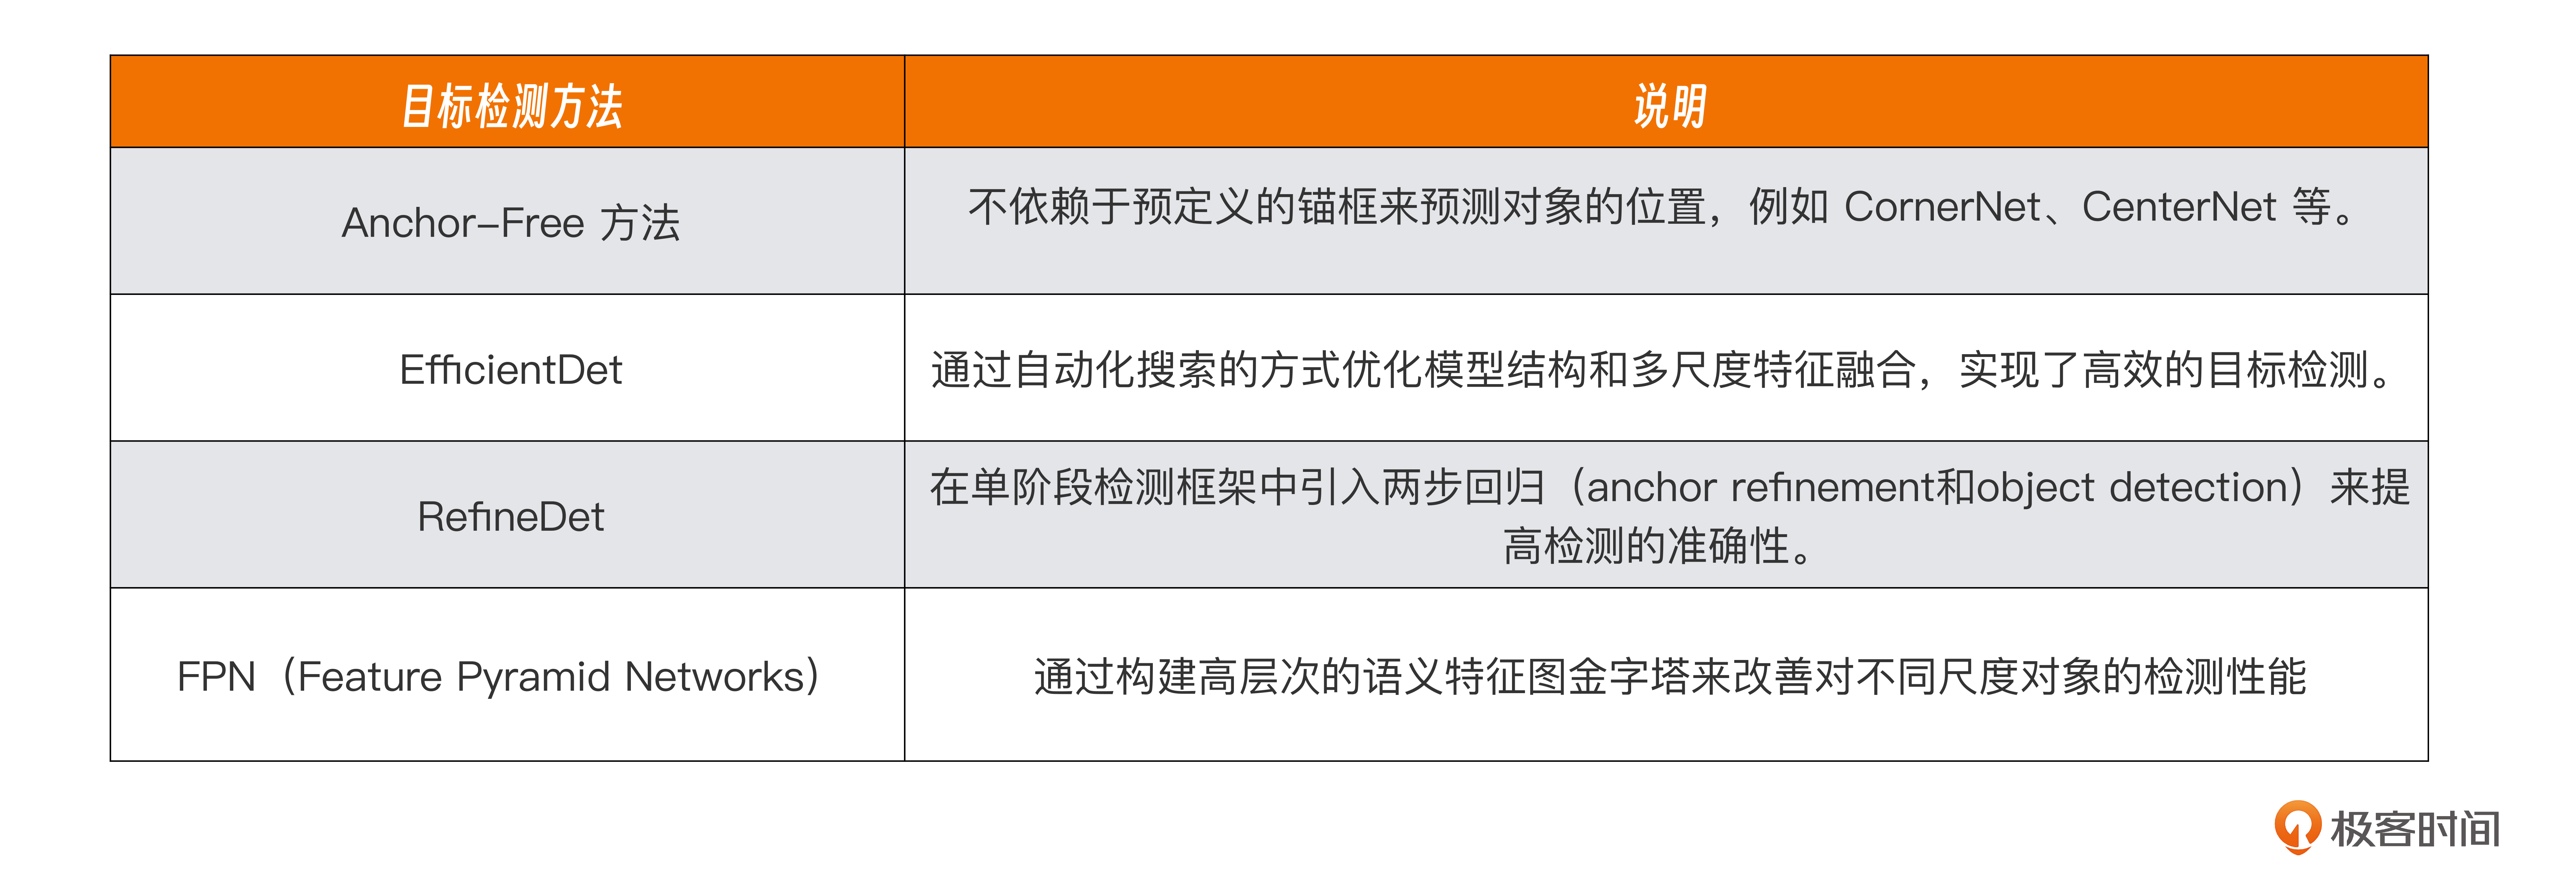 目标检测方法
说明
Anchor-Free 方法
不依赖于预定义的锚框来预测对象的位置，例如 CornerNet、CenterNet 等。
EfficientDet
通过自动化搜索的方式优化模型结构和多尺度特征融合，实现了高效的目标检测。
RefineDet
在单阶段检测框架中引入两步回归（anchor refinement和object detection）来提
高检测的准确性。
FPN（Feature Pyramid Networks）
通过构建高层次的语义特征图金字塔来改善对不同尺度对象的检测性能
极客时间